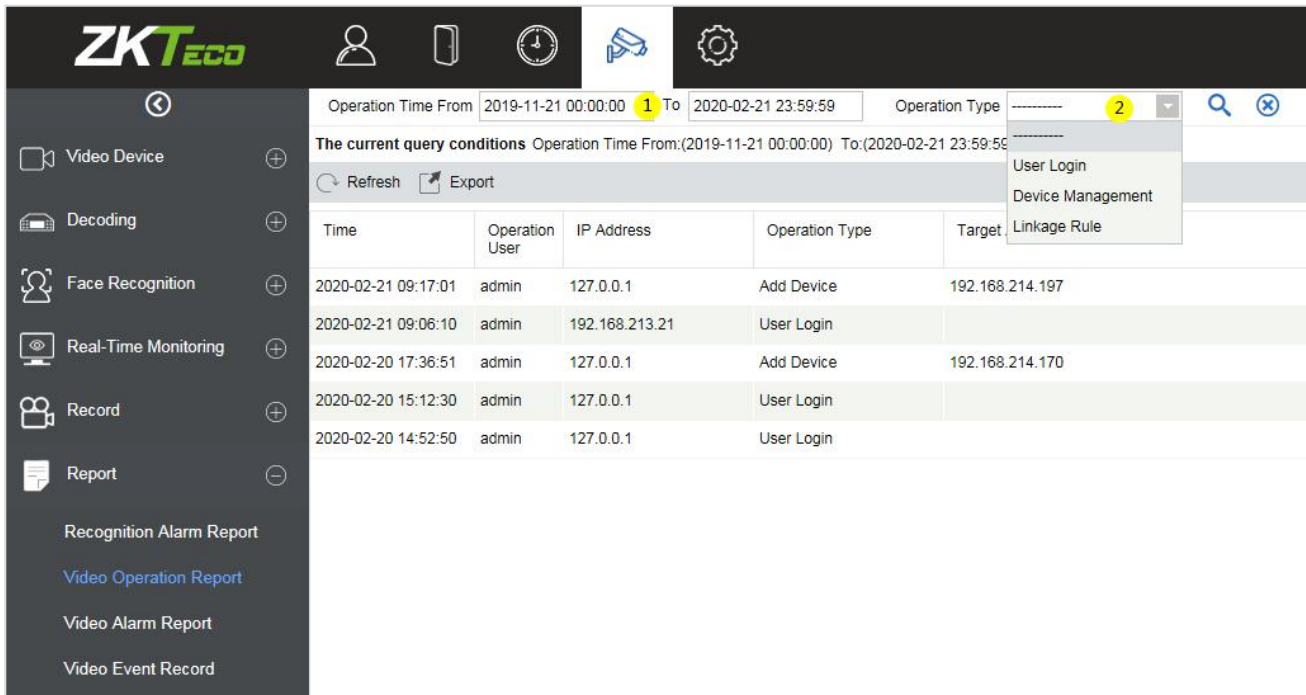 ZKTeco
Operation Time From 2019-11-21 00:00:00 1 To 2020-02-21 23:59:59 Operation Type ---------- 2
The current query conditions Operation Time From:(2019-11-21 00:00:00) To:(2020-02-21 23:59:59
----------
User Login
Device Management
Linkage Rule
Refresh Export
Time Operation User IP Address Operation Type Target
2020-02-21 09:17:01 admin 127.0.0.1 Add Device 192.168.214.197
2020-02-21 09:06:10 admin 192.168.213.21 User Login
2020-02-20 17:36:51 admin 127.0.0.1 Add Device 192.168.214.170
2020-02-20 15:12:30 admin 127.0.0.1 User Login
2020-02-20 14:52:50 admin 127.0.0.1 User Login
Video Device
Decoding
Face Recognition
Real-Time Monitoring
Record
Report
Recognition Alarm Report
Video Operation Report
Video Alarm Report
Video Event Record